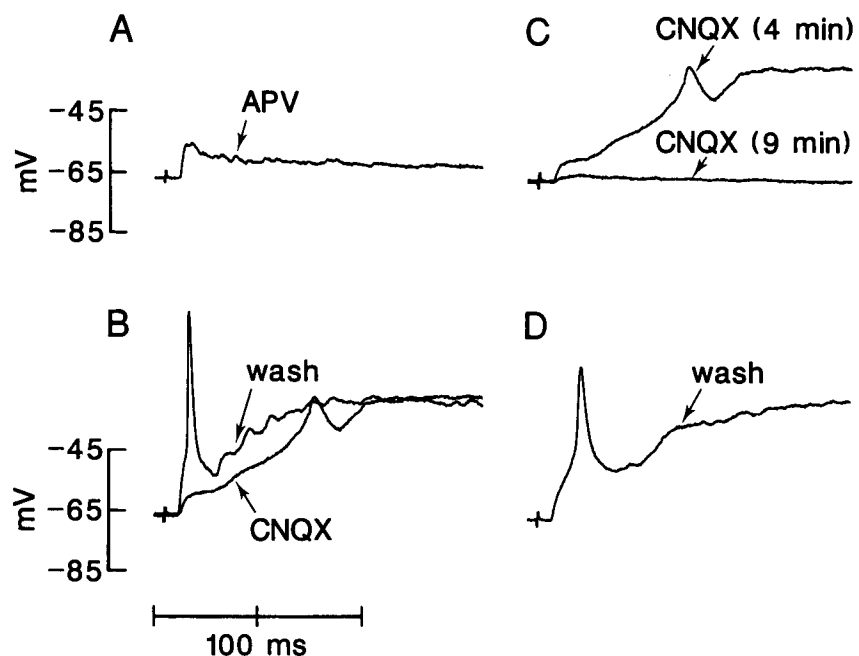 A
APV
-45
-65
-85
mV
B
wash
CNQX
-45
-65
-85
mV
100 ms
C
CNQX (4 min)
CNQX (9 min)
D
wash